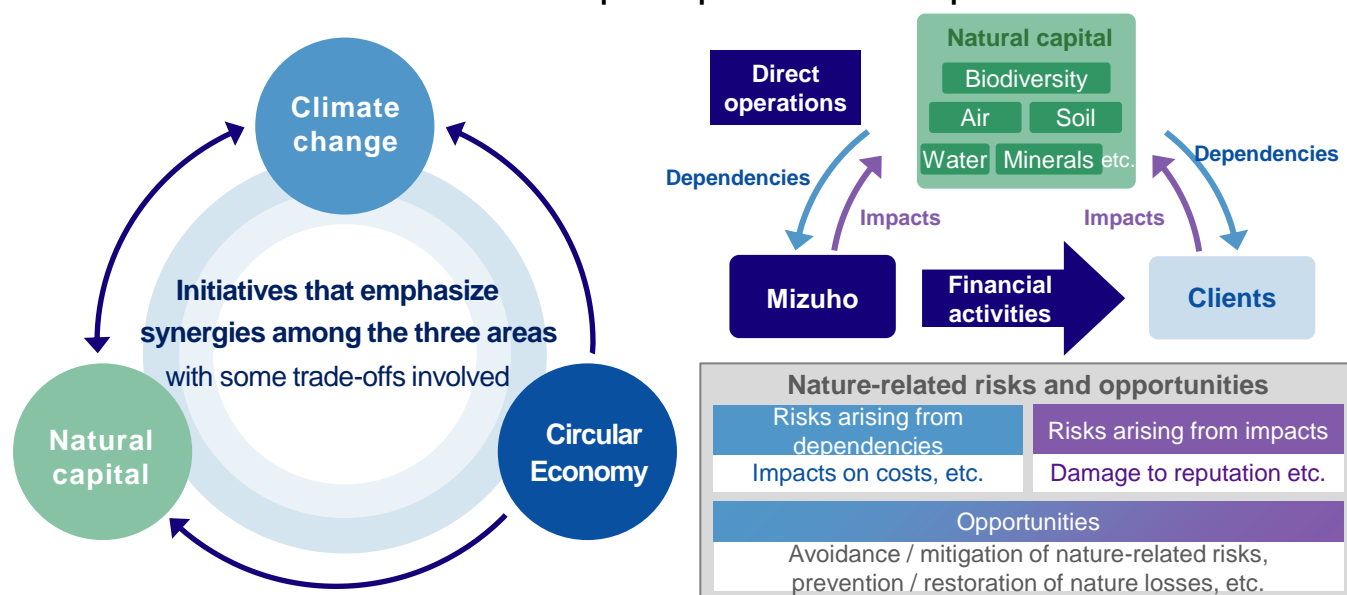 Climate
change
Initiatives that emphasize
synergies among the three areas
with some trade-offs involved
Natural
capital
Circular
Economy
Direct
operations
Natural capital
Biodiversity
Air
Soil
Water
Minerals
etc.
Dependencies
Impacts
Impacts
Dependencies
Mizuho
Financial
activities
Clients
Nature-related risks and opportunities
Risks arising from
dependencies
Impacts on costs, etc.
Risks arising from impacts
Damage to reputation etc.
Opportunities
Avoidance / mitigation of nature-related risks,
prevention / restoration of nature losses, etc.